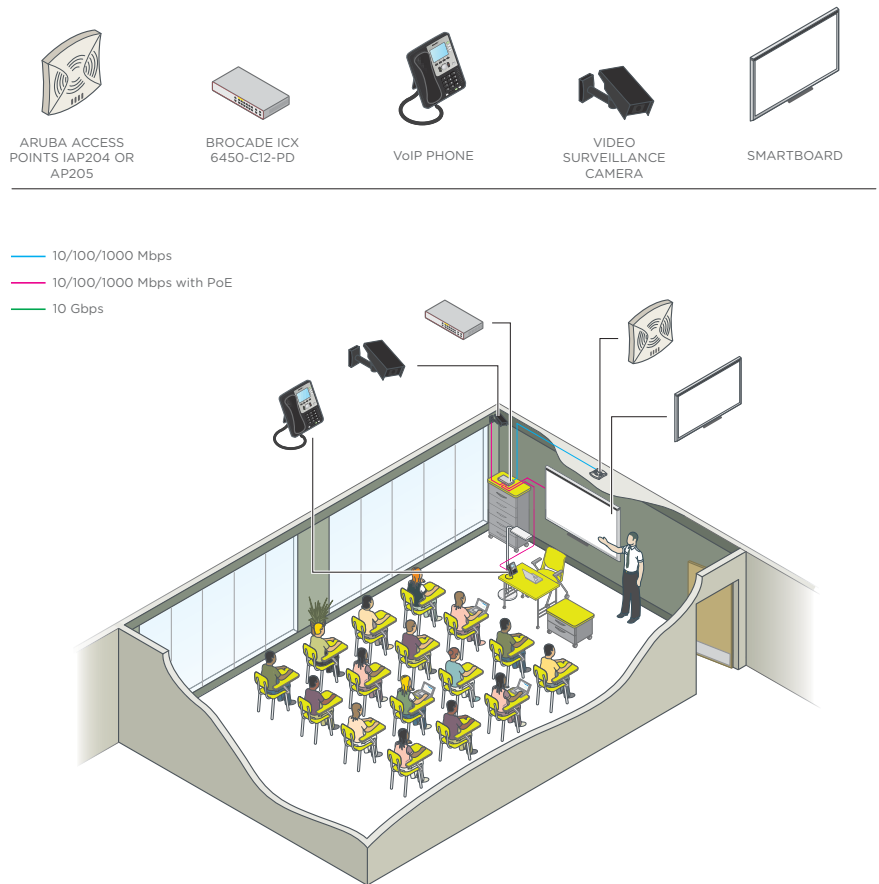 ARUBA ACCESS
POINTS IAP204 OR
AP205
BROCADE ICX
6450-C12-PD
VoIP PHONE
VIDEO
SURVEILLANCE
CAMERA
SMARTBOARD
10/100/1000 Mbps
10/100/1000 Mbps with PoE
10 Gbps